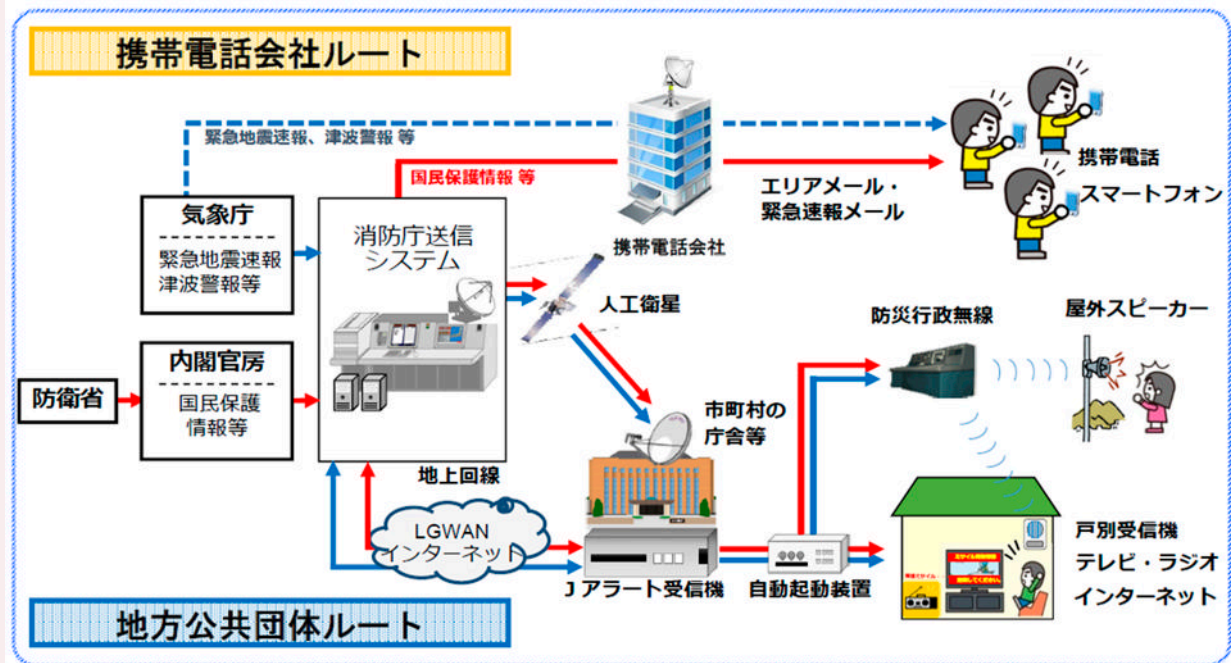 携帯電話会社ルート
緊急地震速報、津波警報 等
国民保護情報 等
携帯電話会社
エリアメール・
緊急速報メール
携帯電話
スマートフォン
気象庁
緊急地震速報
津波警報等
消防庁送信
システム
人工衛星
防衛省
内閣官房
国民保護
情報等
防災行政無線
屋外スピーカー
市町村の
庁舎等
地上回線
LGWAN
インターネット
Jアラート受信機
自動起動装置
戸別受信機
テレビ・ラジオ
インターネット
地方公共団体ルート